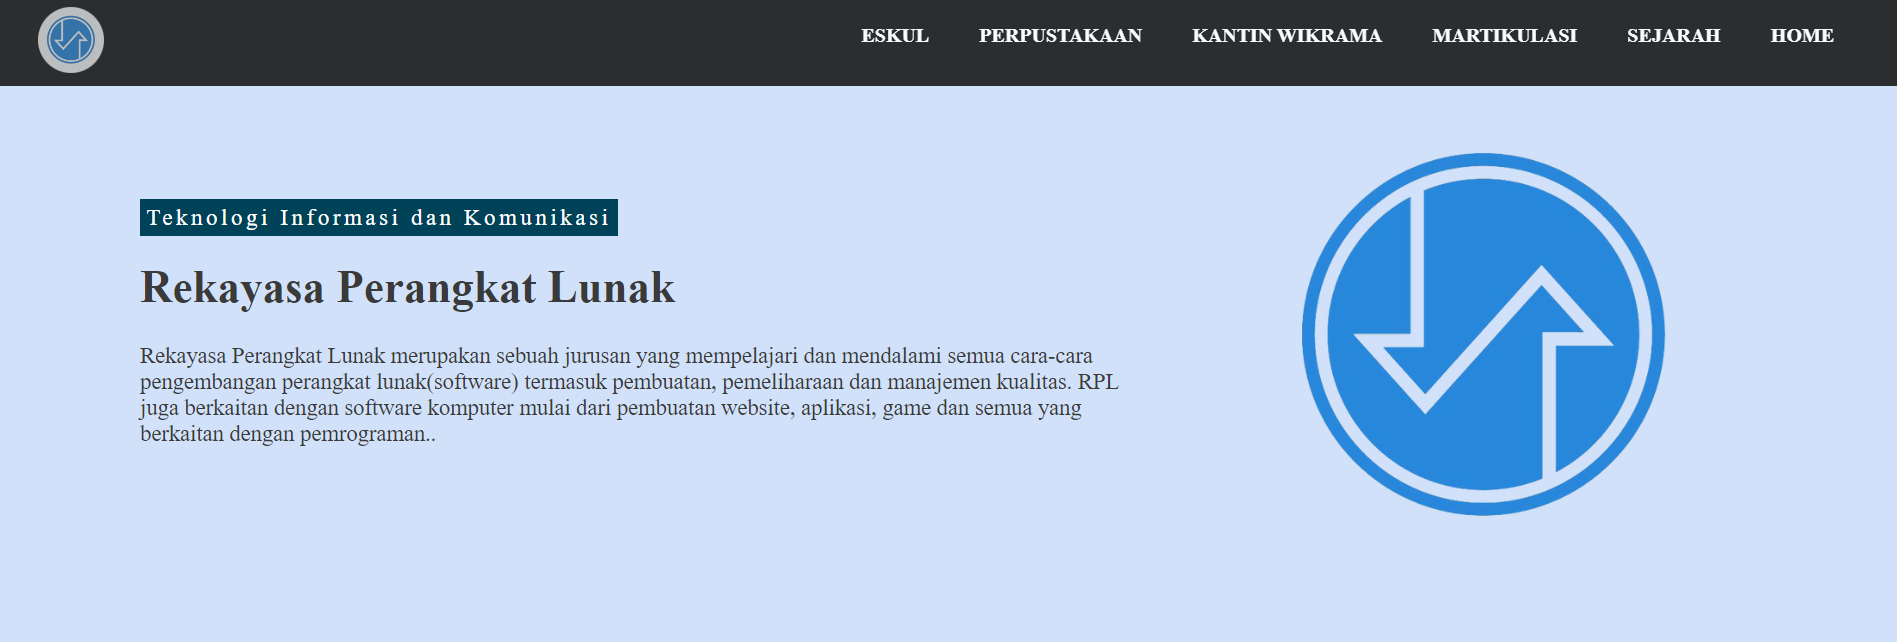 ESKUL PERPUSTAKAAN KANTIN WIKRAMA MARTIKULASI SEJARAH HOME
Teknologi Informasi dan Komunikasi
Rekayasa Perangkat Lunak
Rekayasa Perangkat Lunak merupakan sebuah jurusan yang mempelajari dan mendalami semua cara-cara
pengembangan perangkat lunak(software) termasuk pembuatan, pemeliharaan dan manajemen kualitas. RPL
juga berkaitan dengan software komputer mulai dari pembuatan website, aplikasi, game dan semua yang
berkaitan dengan pemrograman..